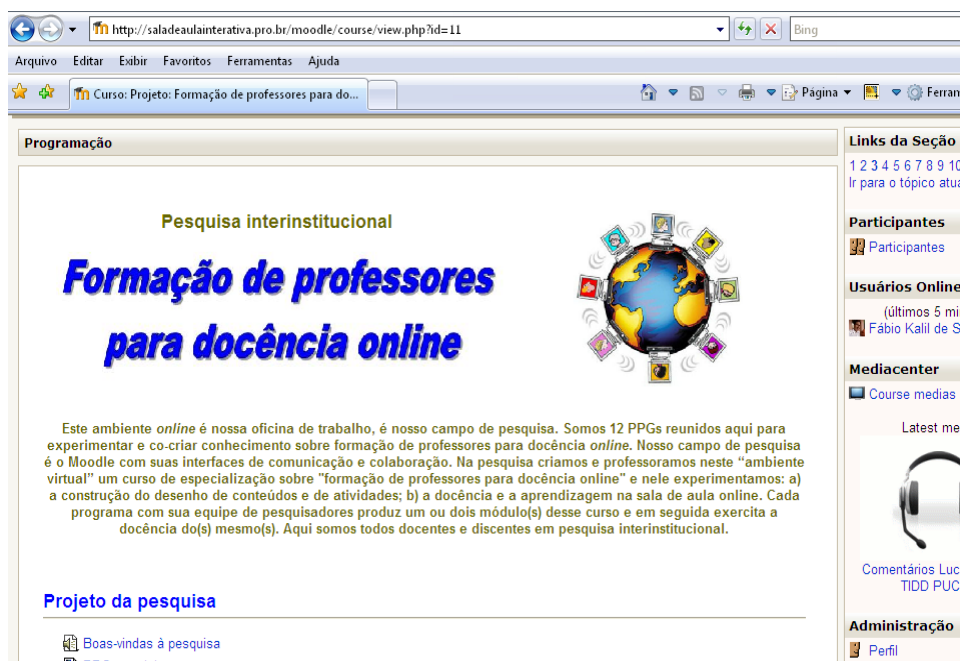 http://saladeaulainterativa.pro.br/moodle/course/view.php?id=11
Bing
Arquivo Editar Exibir Favoritos Ferramentas Ajuda
Curso: Projeto: Formação de professores para do...
Página
Ferram
Programação
Pesquisa interinstitucional
Formação de professores
para docência online
Este ambiente online é nossa oficina de trabalho, é nosso campo de pesquisa. Somos 12 PPGs reunidos aqui para
experimentar e co-criar conhecimento sobre formação de professores para docência online. Nosso campo de pesquisa
é o Moodle com suas interfaces de comunicação e colaboração. Na pesquisa criamos e professoramos neste “ambiente
virtual” um curso de especialização sobre "formação de professores para docência online" e nele experimentamos: a)
a construção do desenho de conteúdos e de atividades; b) a docência e a aprendizagem na sala de aula online. Cada
programa com sua equipe de pesquisadores produz um ou dois módulo(s) desse curso e em seguida exercita a
docência do(s) mesmo(s). Aqui somos todos docentes e discentes em pesquisa interinstitucional.
Projeto da pesquisa
Boas-vindas à pesquisa
Links da Seção
1 2 3 4 5 6 7 8 9 10
Ir para o tópico atua
Participantes
Participantes
Usuários Online
(últimos 5 mi
Fábio Kalil de S
Mediacenter
Course medias
Latest me
Comentários Luc
TIDD PUC
Administração
Perfil